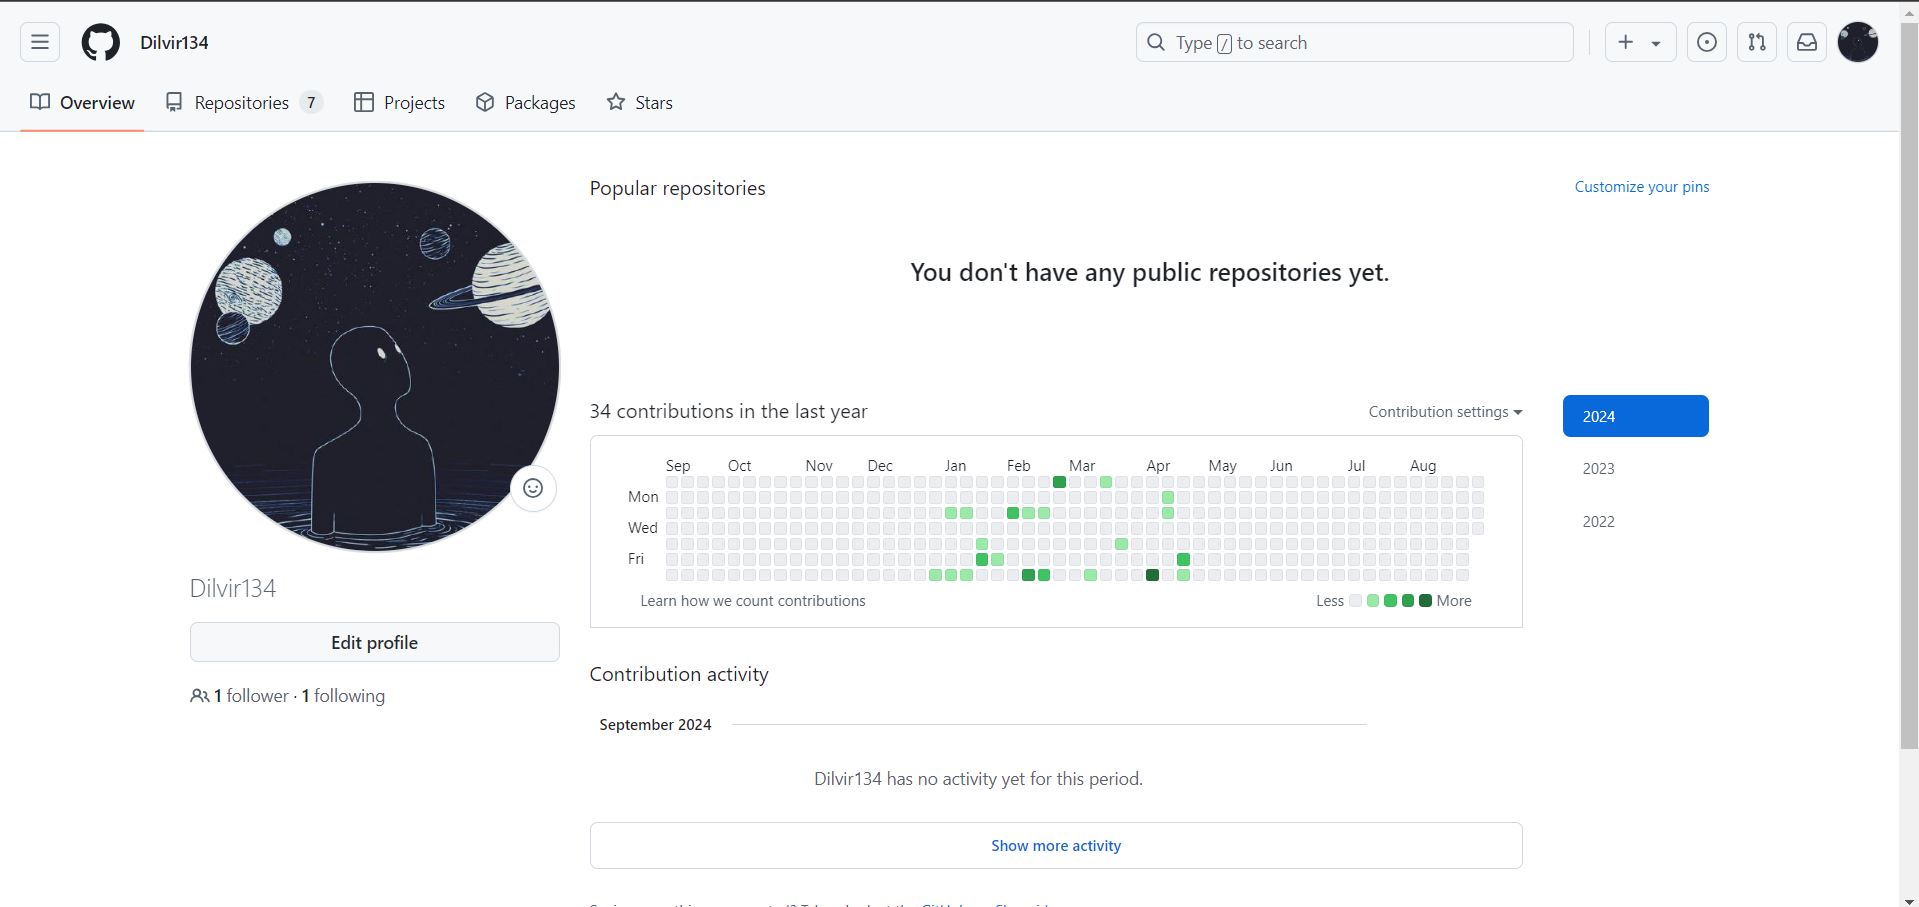 Dilvir134
Type / to search
Overview
Repositories 7
Projects
Packages
Stars
Popular repositories
Customize your pins
You don't have any public repositories yet.
Dilvir134
Edit profile
1 follower · 1 following
34 contributions in the last year
Contribution settings
2024
2023
2022
Sep Oct Nov Dec Jan Feb Mar Apr May Jun Jul Aug
Mon
Wed
Fri
Learn how we count contributions
Less More
Contribution activity
September 2024
Dilvir134 has no activity yet for this period.
Show more activity